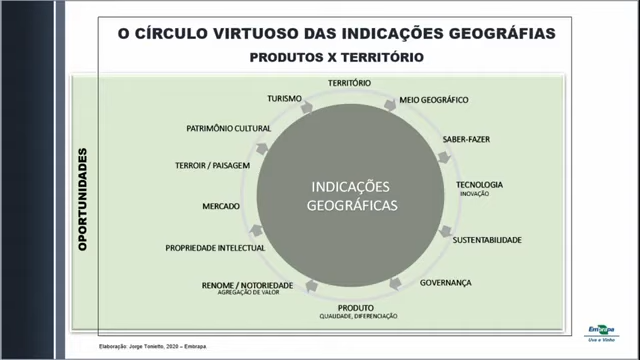 O CÍRCULO VIRTUOSO DAS INDICAÇÕES GEOGRÁFIAS
PRODUTOS X TERRITÓRIO
OPORTUNIDADES
TERRITÓRIO
MEIO GEOGRÁFICO
SABER-FAZER
TECNOLOGIA
INOVAÇÃO
SUSTENTABILIDADE
GOVERNANÇA
PRODUTO
QUALIDADE, DIFERENCIAÇÃO
RENOME / NOTORIEDADE
AGREGAÇÃO DE VALOR
PROPRIEDADE INTELECTUAL
MERCADO
TERROIR / PAISAGEM
PATRIMÔNIO CULTURAL
TURISMO
INDICAÇÕES
GEOGRÁFICAS
Elaboração: Jorge Tonietto, 2020 – Embrapa.
Embrapa
Uva e Vinho